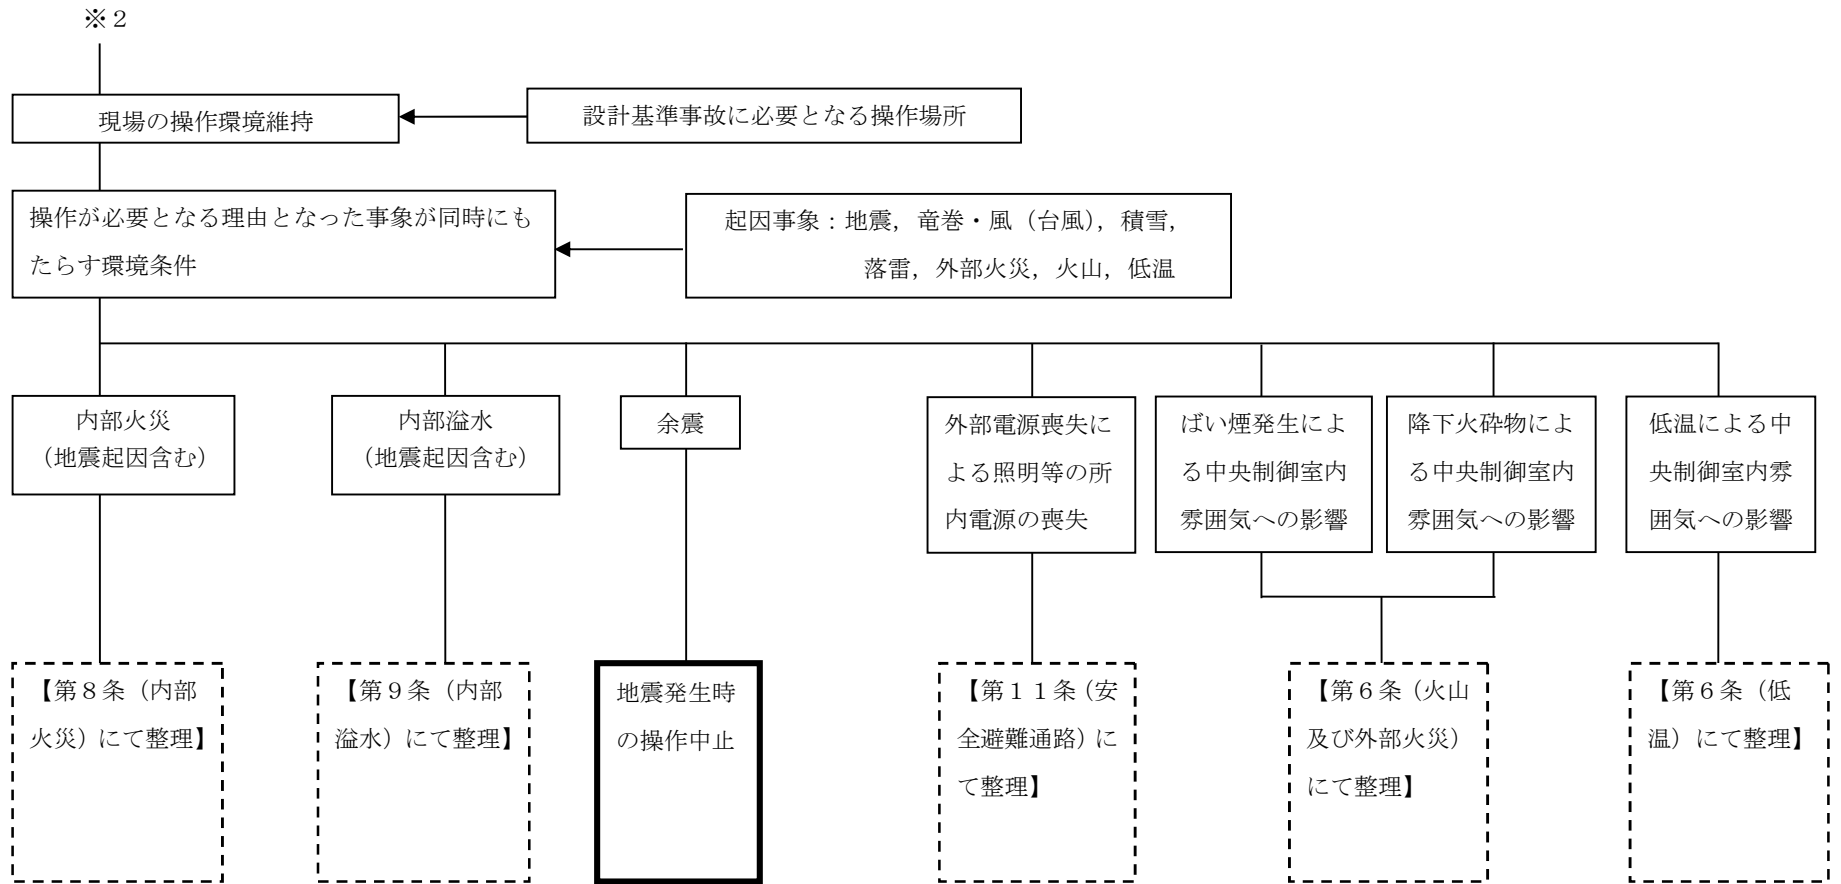 ※２
現場の操作環境維持
設計基準事故に必要となる操作場所
操作が必要となる理由となった事象が同時にも
たらす環境条件
起因事象：地震，竜巻・風（台風），積雪，
落雷，外部火災，火山，低温
内部火災
（地震起因含む）
内部溢水
（地震起因含む）
余震
外部電源喪失に
よる照明等の所
内電源の喪失
ばい煙発生によ
る中央制御室内
雰囲気への影響
降下火砕物によ
る中央制御室内
雰囲気への影響
低温による中
央制御室内雰
囲気への影響
【第８条（内部
火災）にて整理】
【第９条（内部
溢水）にて整理】
地震発生時
の操作中止
【第１１条（安
全避難通路）に
て整理】
【第６条（火山
及び外部火災）
にて整理】
【第６条（低
温）にて整理】